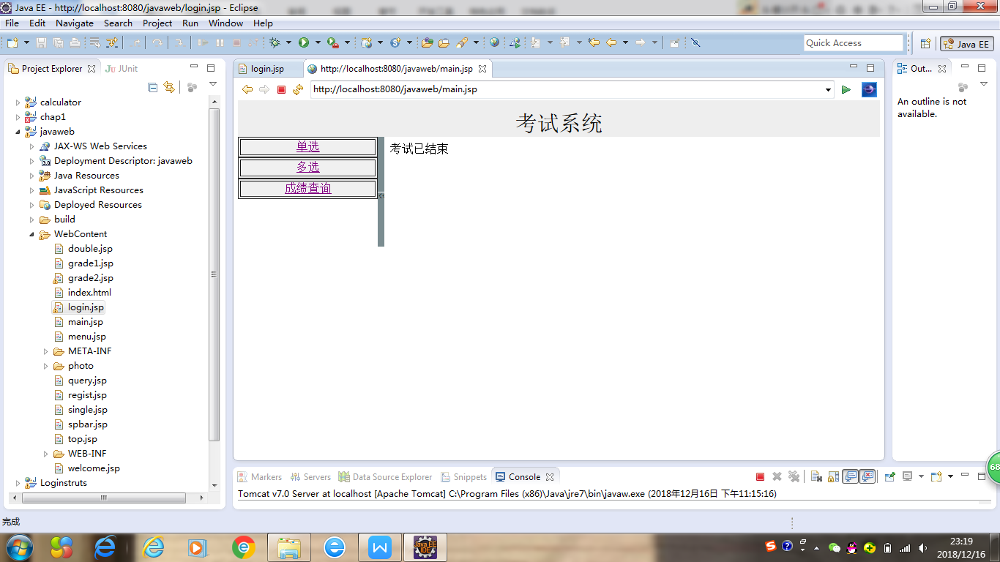 Java EE - http://localhost:8080/javaweb/login.jsp - Eclipse
File Edit Navigate Search Project Run Window Help
Quick Access
Java EE
Project Explorer
JUnit
calculator
chap1
javaweb
JAX-WS Web Services
Deployment Descriptor: javaweb
Java Resources
JavaScript Resources
Deployed Resources
build
WebContent
double.jsp
grade1.jsp
grade2.jsp
index.html
login.jsp
main.jsp
menu.jsp
META-INF
photo
query.jsp
regist.jsp
single.jsp
spbar.jsp
top.jsp
WEB-INF
welcome.jsp
Loginstruts
login.jsp
http://localhost:8080/javaweb/main.jsp
http://localhost:8080/javaweb/main.jsp
考试系统
单选
多选
成绩查询
考试已结束
Out...
An outline is not
available.
68
Markers Servers Data Source Explorer Snippets Console
Tomcat v7.0 Server at localhost [Apache Tomcat] C:\Program Files (x86)\Java\jre7\bin\javaw.exe (2018年12月16日 下午11:15:16)
完成
Java EE
IDE
23:19
2018/12/16